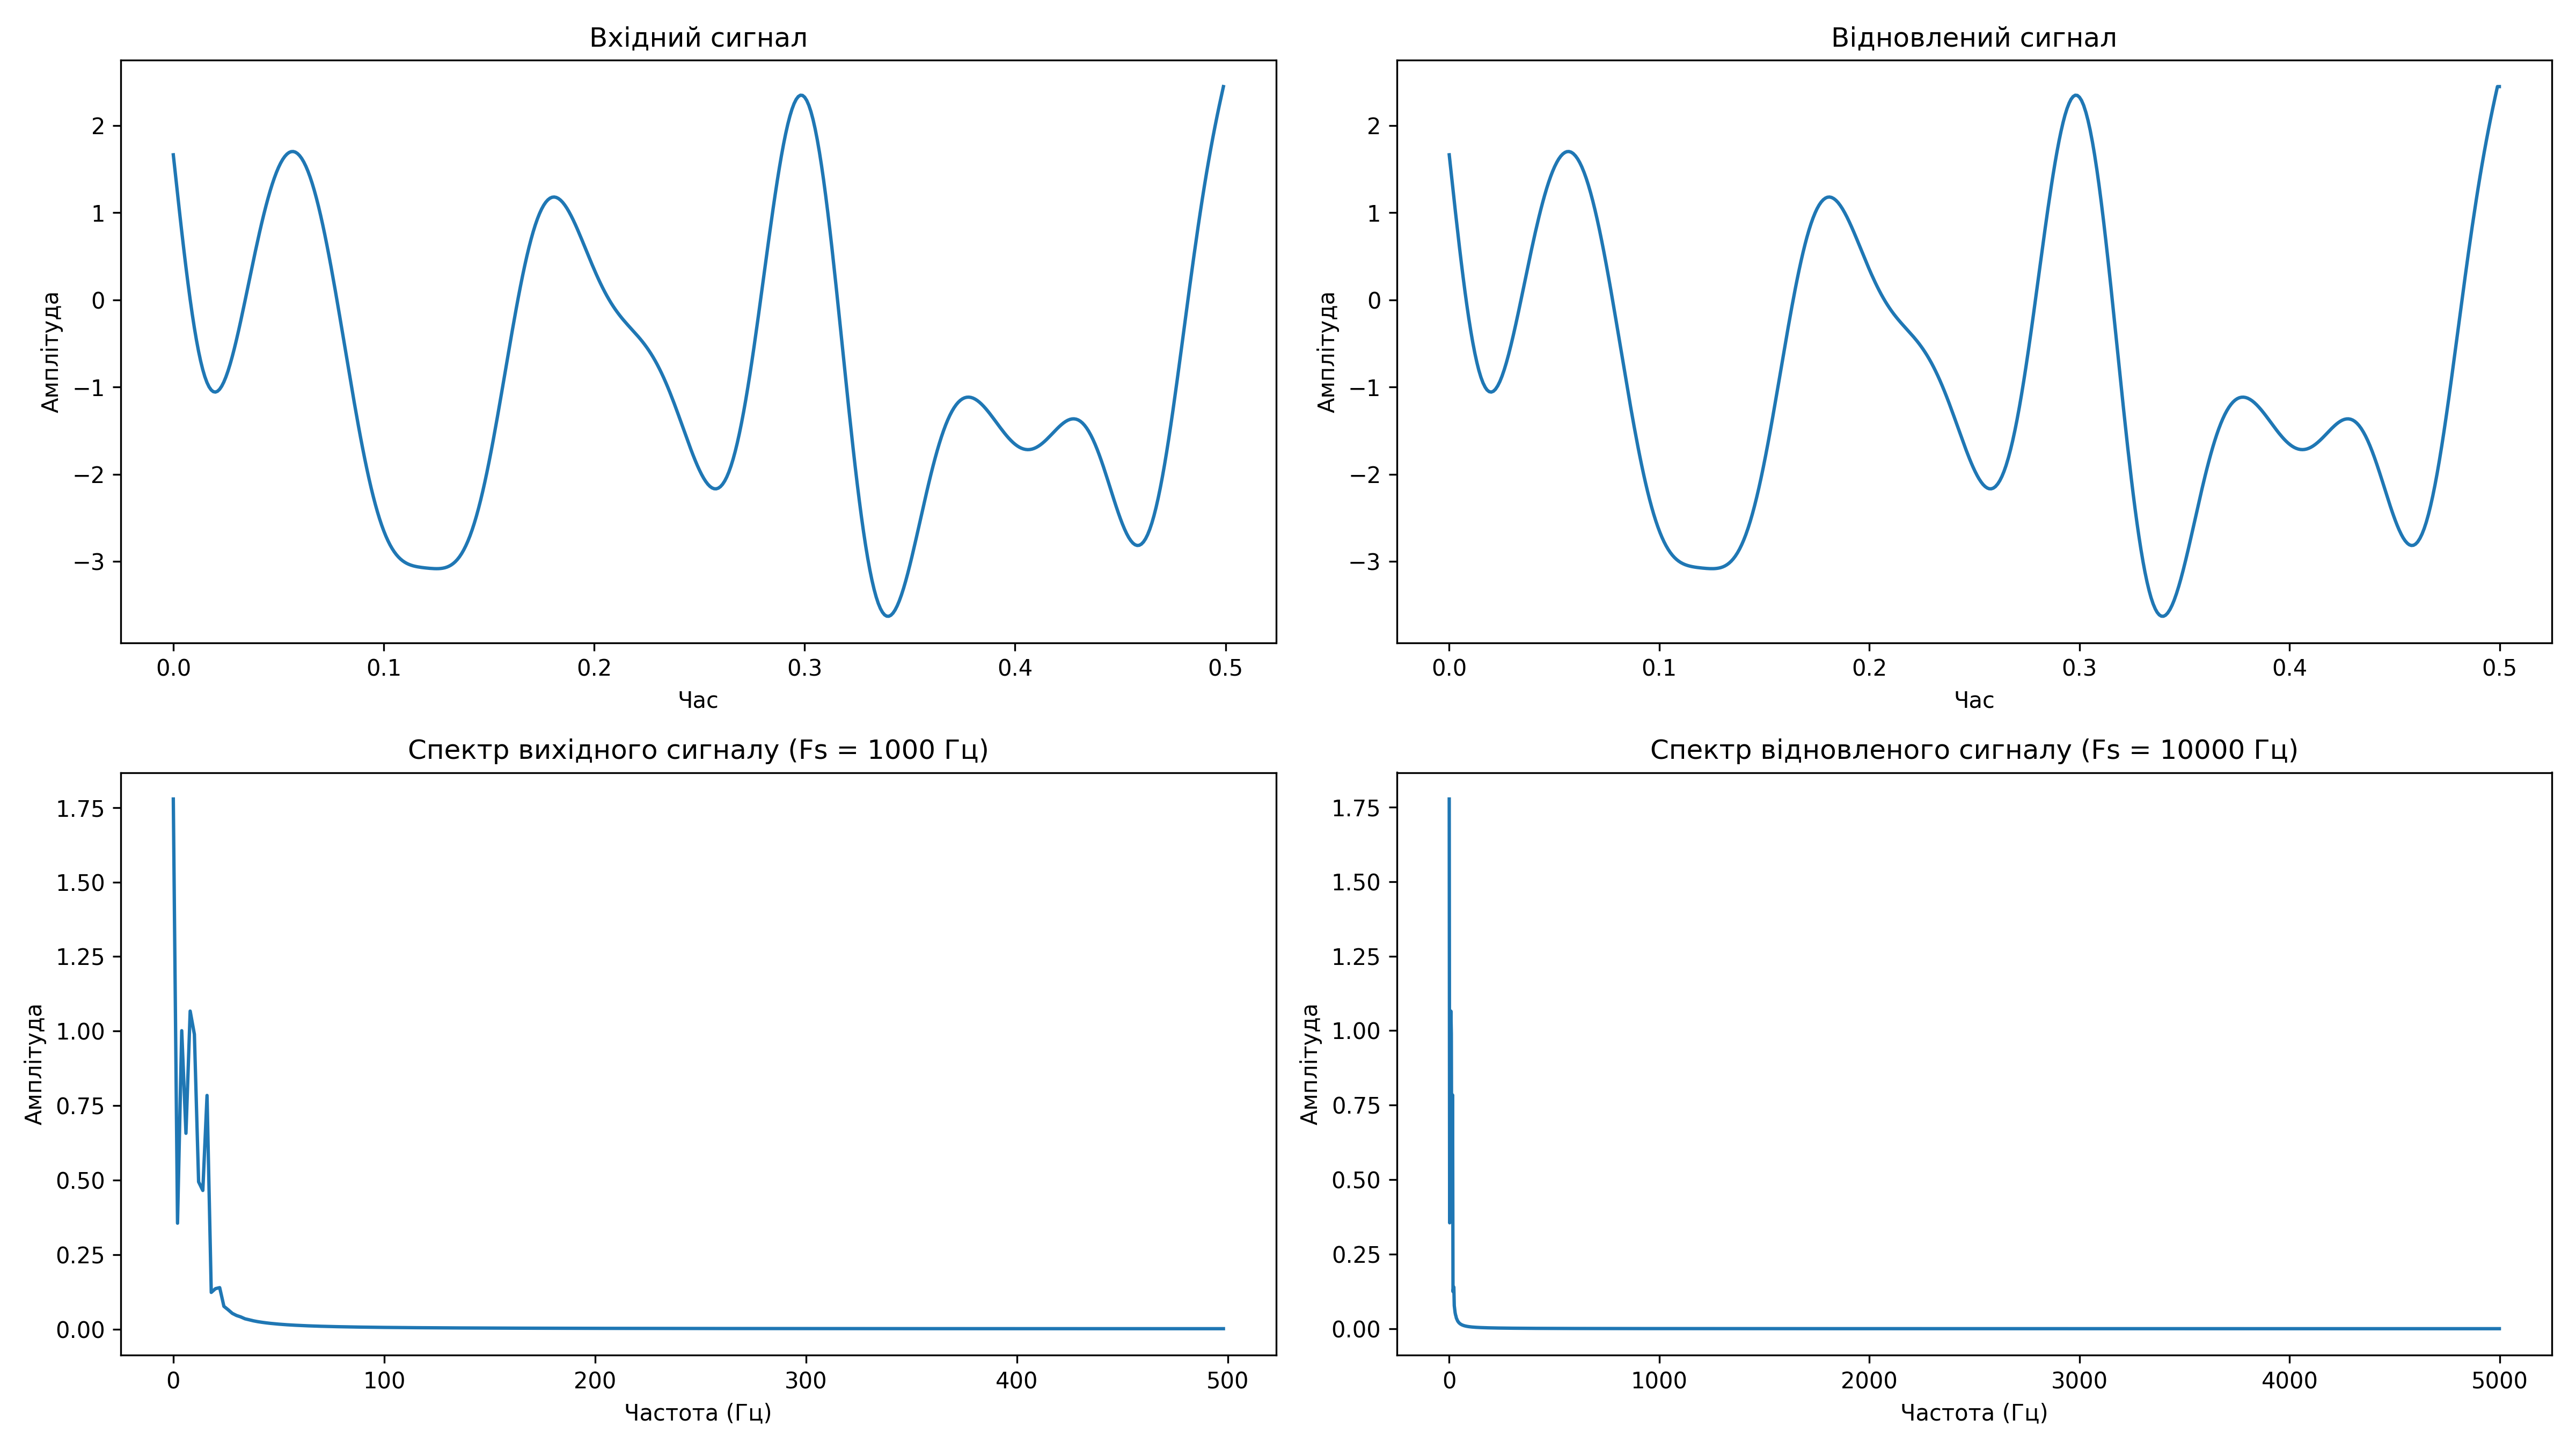 Вхідний сигнал
Амплітуда
2
1
0
−1
−2
−3
0.0 0.1 0.2 0.3 0.4 0.5
Час
Відновлений сигнал
Амплітуда
2
1
0
−1
−2
−3
0.0 0.1 0.2 0.3 0.4 0.5
Час
Спектр вихідного сигналу (Fs = 1000 Гц)
Амплітуда
1.75
1.50
1.25
1.00
0.75
0.50
0.25
0.00
0 100 200 300 400 500
Частота (Гц)
Спектр відновленого сигналу (Fs = 10000 Гц)
Амплітуда
1.75
1.50
1.25
1.00
0.75
0.50
0.25
0.00
0 1000 2000 3000 4000 5000
Частота (Гц)